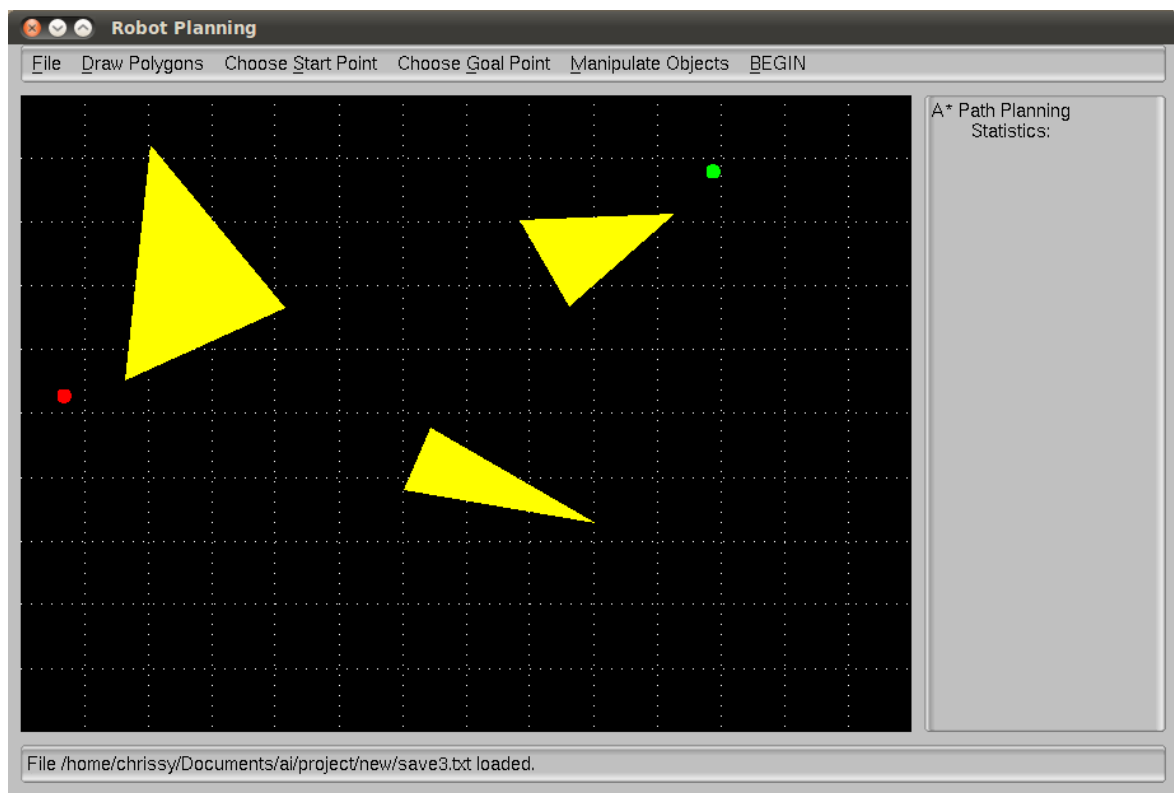 Robot Planning
File Draw Polygons Choose Start Point Choose Goal Point Manipulate Objects BEGIN
A* Path Planning
Statistics:
File /home/chrissy/Documents/ai/project/new/save3.txt loaded.